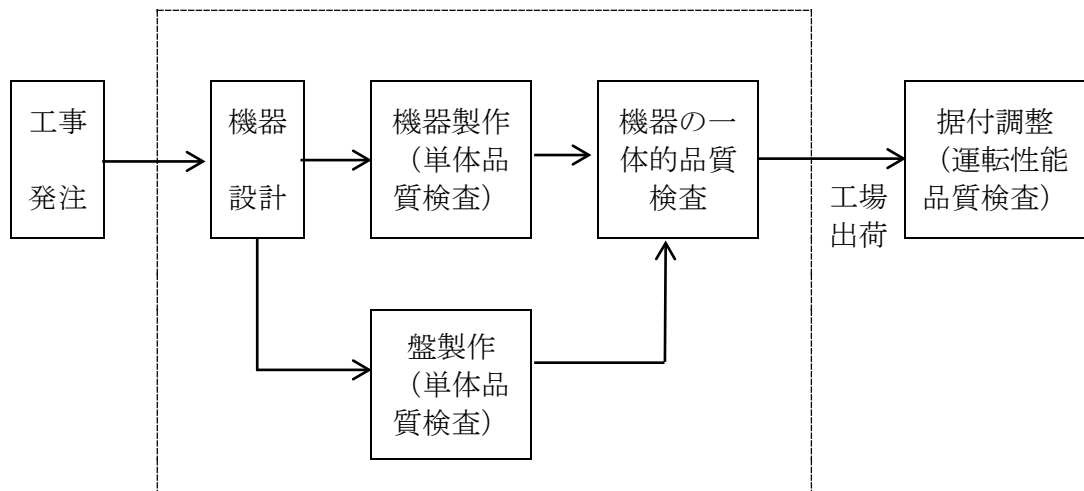 工事
発注
機器
設計
機器製作
（単体品
質検査）
機器の一
体的品質
検査
工場
出荷
据付調整
（運転性能
品質検査）
盤製作
（単体品
質検査）